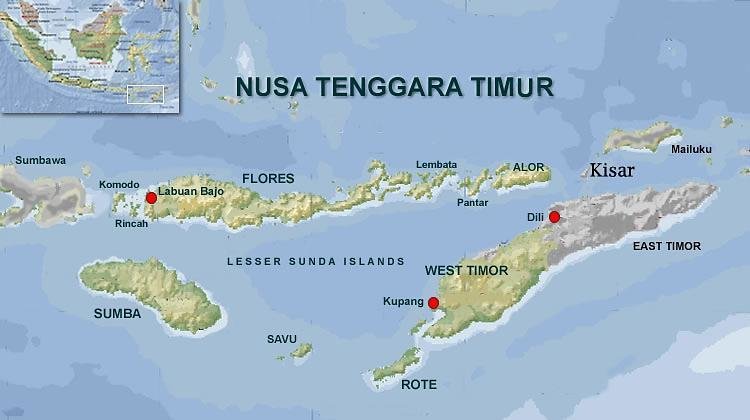 NUSA TENGGARA TIMUR
Sumbawa
Komodo
Labuan Bajo
Rincah
FLORES
Lembata
ALOR
Pantar
Kisar
Mailuku
Dili
EAST TIMOR
LESSER SUNDA ISLANDS
WEST TIMOR
Kupang
SUMBA
SAVU
ROTE